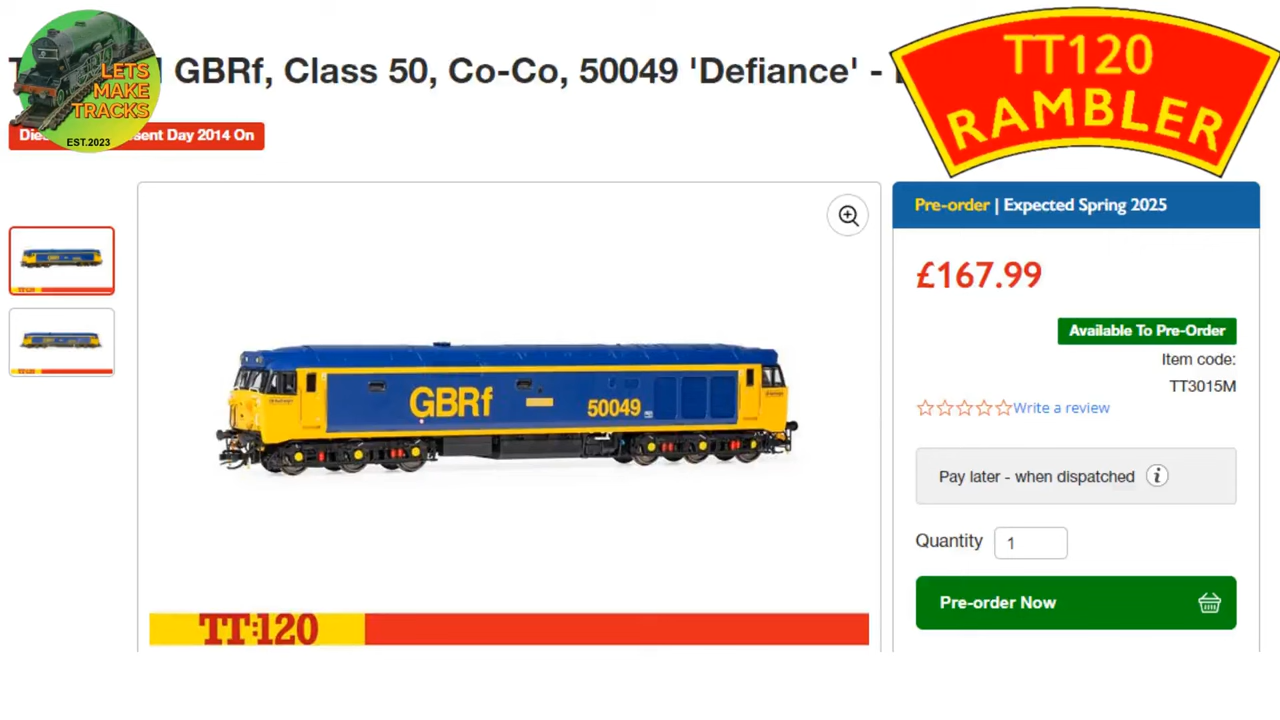 GBRf, Class 50, Co-Co, 50049 'Defiance' -
LETS
MAKE
TRACKS
EST.2023
sent Day 2014 On
TT120
RAMBLER
Pre-order | Expected Spring 2025
£167.99
Available To Pre-Order
Item code:
TT3015M
Write a review
Pay later - when dispatched
Quantity 1
Pre-order Now
GBRf
50049
TT:120